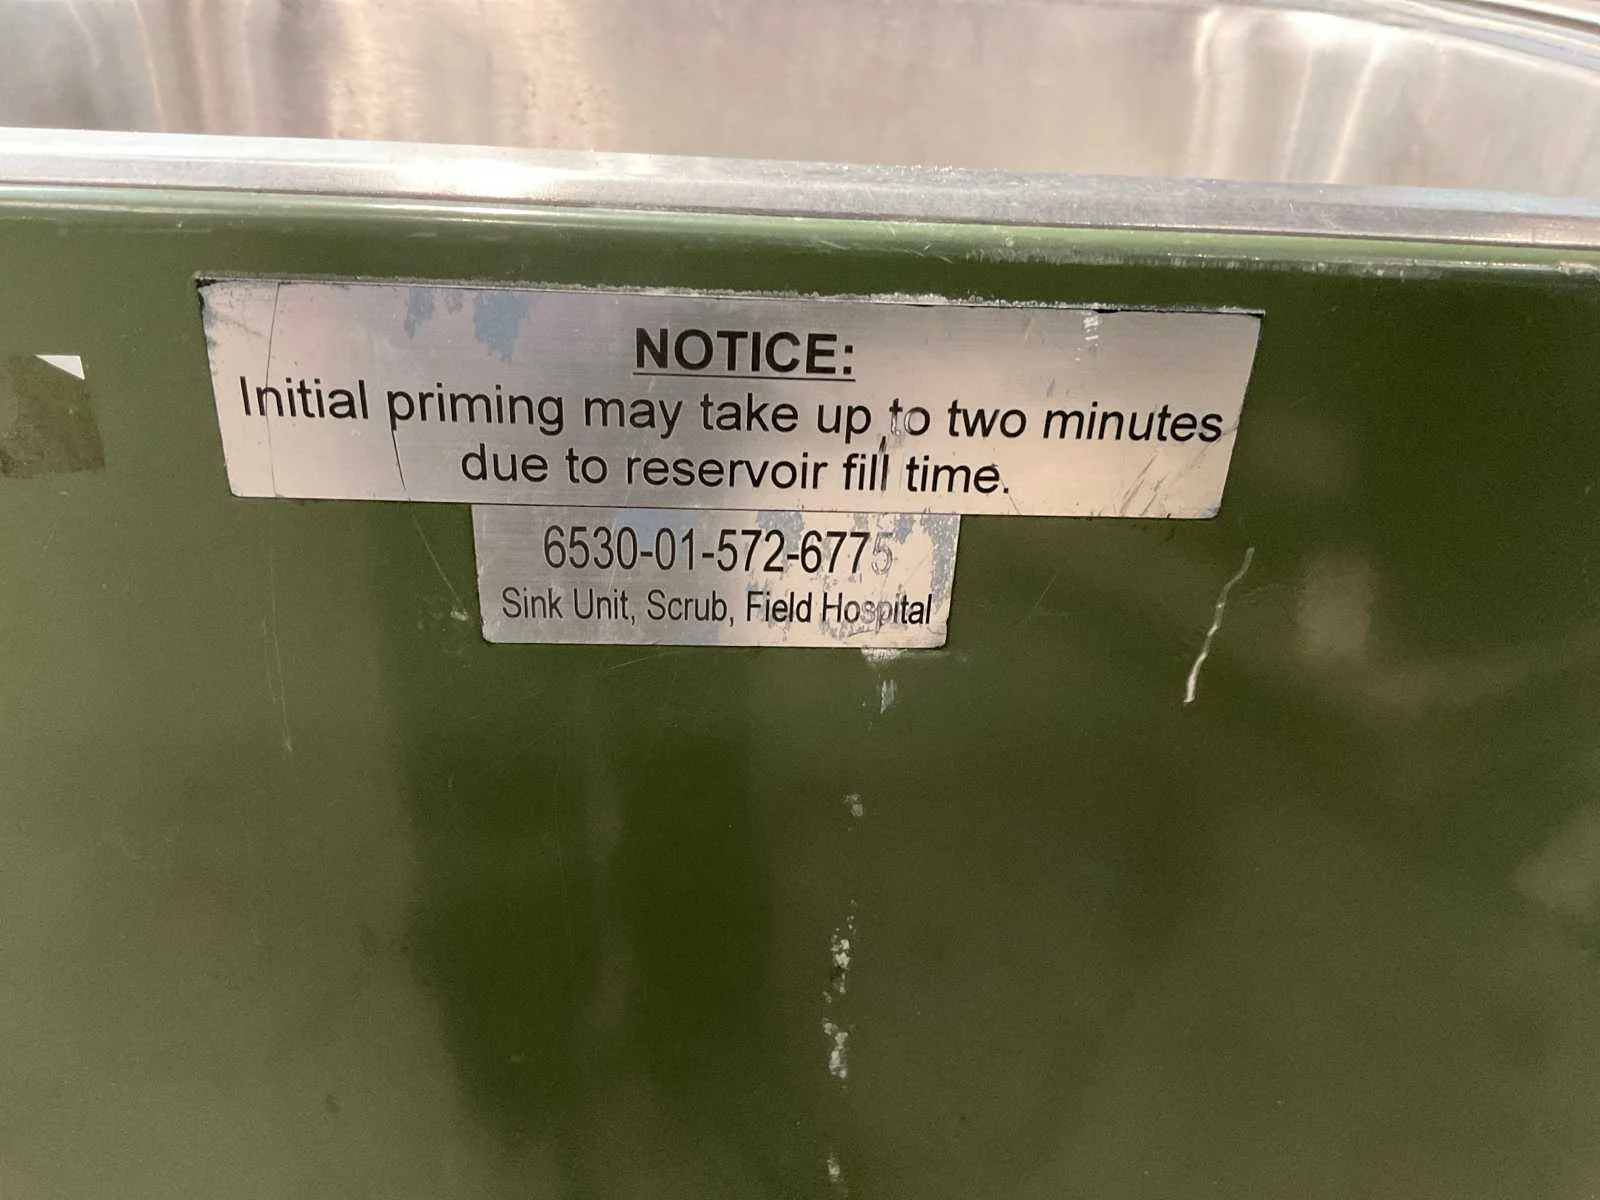 NOTICE:
Initial priming may take up to two minutes
due to reservoir fill time.
6530-01-572-6775
Sink Unit, Scrub, Field Hospital